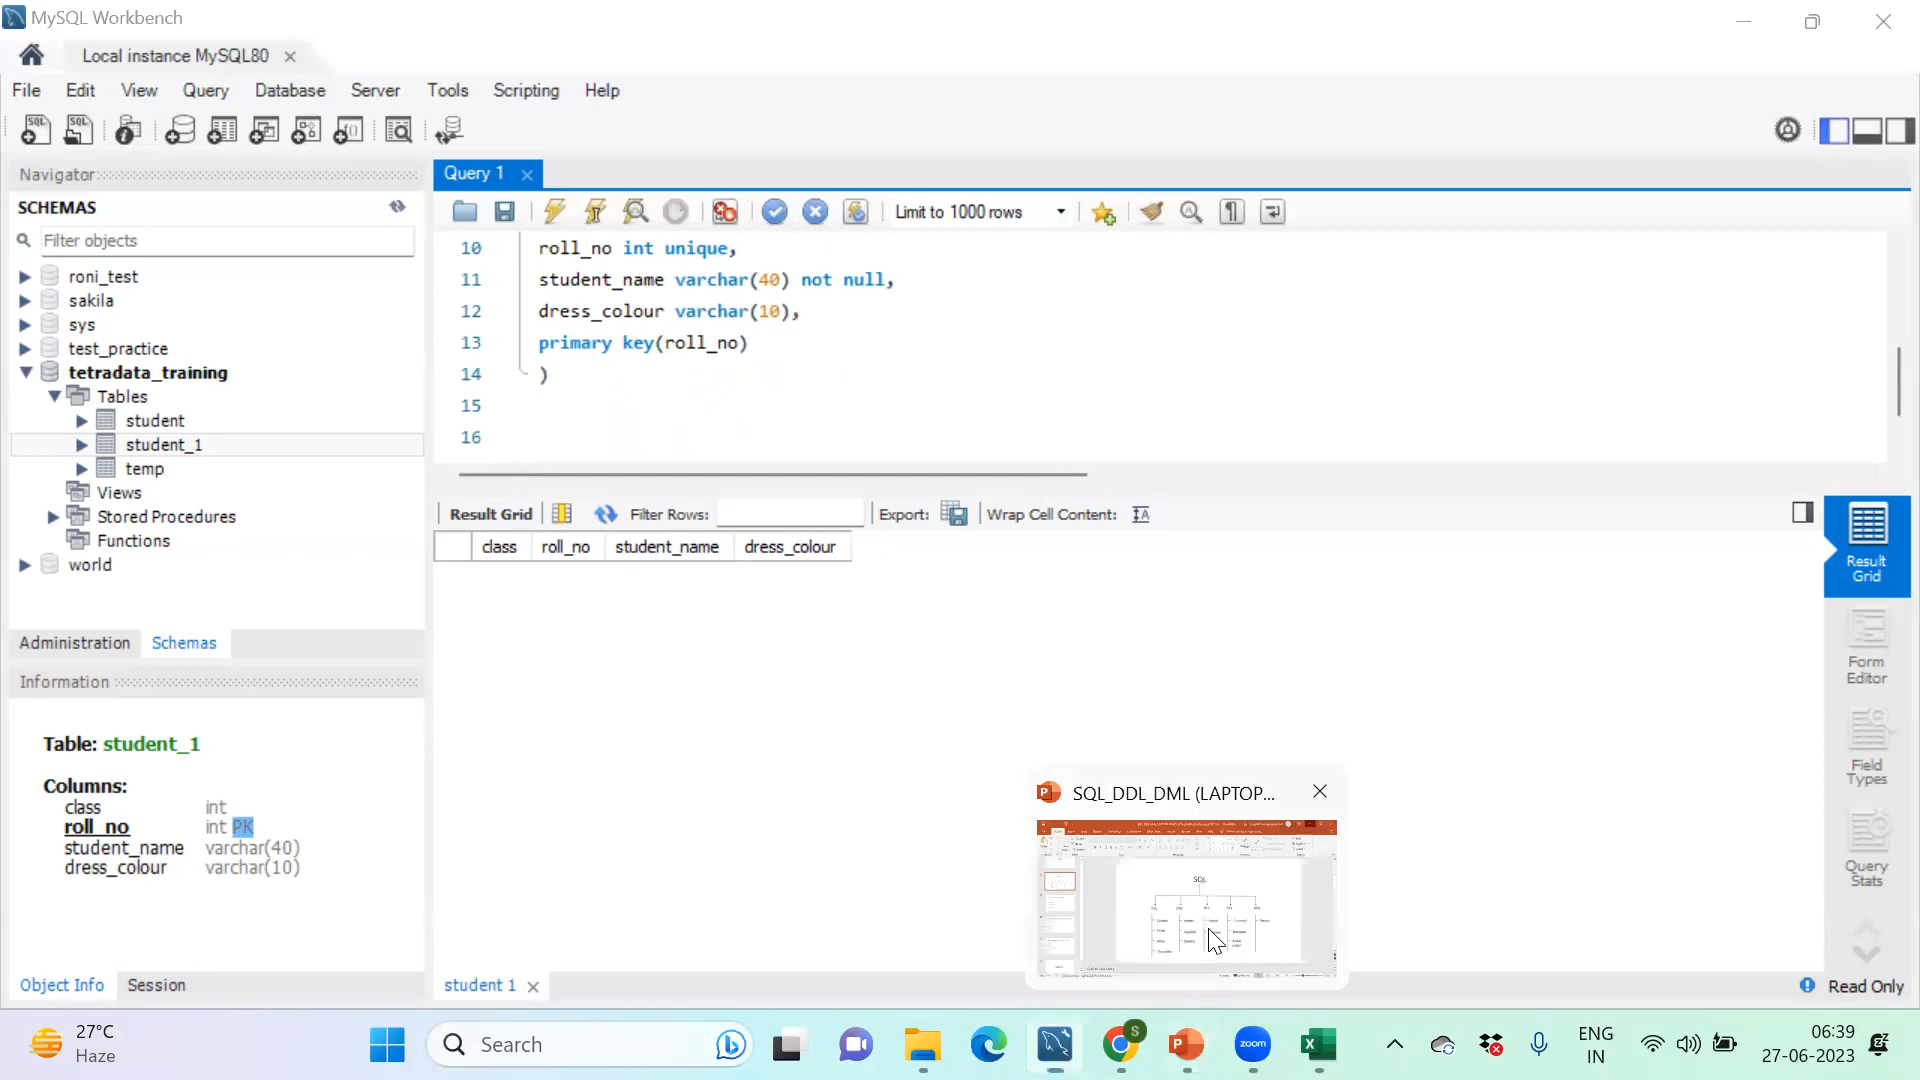 MySQL Workbench
Local instance MySQL80
File Edit View Query Database Server Tools Scripting Help
Navigator
SCHEMAS
Filter objects
roni_test
sakila
sys
test_practice
tetradata_training
Tables
student
student_1
temp
Views
Stored Procedures
Functions
world
Administration Schemas
Information
Table: student_1
Columns:
class int
roll_no int PK
student_name varchar(40)
dress_colour varchar(10)
Object Info Session
Query 1
Limit to 1000 rows
10 roll_no int unique,
11 student_name varchar(40) not null,
12 dress_colour varchar(10),
13 primary key(roll_no)
14 )
15
16
Result Grid Filter Rows: Export: Wrap Cell Content:
class roll_no student_name dress_colour
Result
Grid
Form
Editor
Field
Types
Query
Stats
SQL_DDL_DML (LAPTOP...
SQL
student 1
Read Only
27°C
Haze
Search
zoom
ENG
IN
06:39
27-06-2023